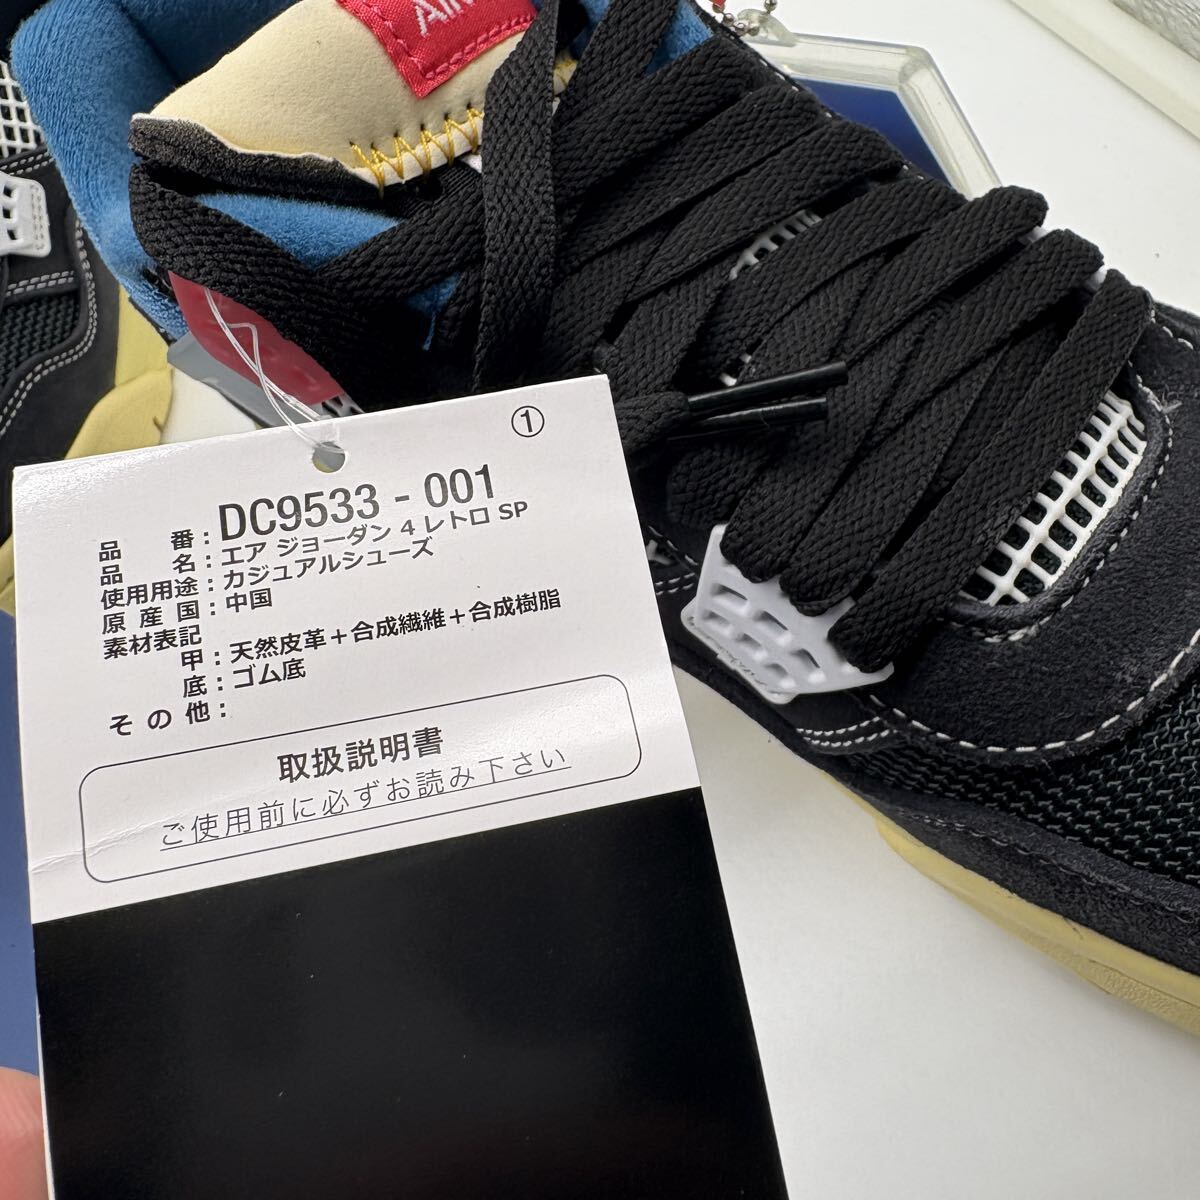 AIR
①
品番：DC9533 - 001
品名：エア ジョーダン 4 レトロ SP
使用用途：カジュアルシューズ
原産国：中国
素材表記
甲：天然皮革＋合成繊維＋合成樹脂
底：ゴム底
その他：
取扱説明書
ご使用前に必ずお読み下さい